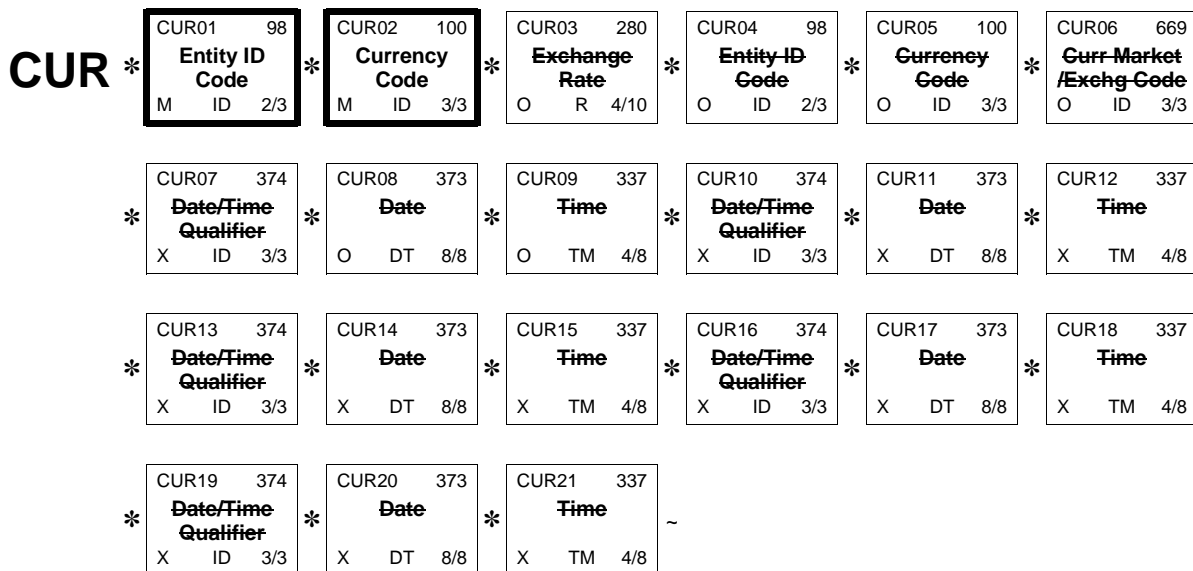 CUR * CUR01 98 * CUR02 100 * CUR03 280 * CUR04 98 * CUR05 100 * CUR06 669
Entity ID Currency Exchange Entity ID Currency Curr Market
Code Code Rate Code Code /Exchg Code
M ID 2/3 M ID 3/3 O R 4/10 O ID 2/3 O ID 3/3 O ID 3/3
* CUR07 374 * CUR08 373 * CUR09 337 * CUR10 374 * CUR11 373 * CUR12 337
Date/Time Date Time Date/Time Date Time
Qualifier Qualifier
X ID 3/3 O DT 8/8 O TM 4/8 X ID 3/3 X DT 8/8 X TM 4/8
* CUR13 374 * CUR14 373 * CUR15 337 * CUR16 374 * CUR17 373 * CUR18 337
Date/Time Date Time Date/Time Date Time
Qualifier Qualifier
X ID 3/3 X DT 8/8 X TM 4/8 X ID 3/3 X DT 8/8 X TM 4/8
* CUR19 374 * CUR20 373 * CUR21 337 ~
Date/Time Date Time
Qualifier
X ID 3/3 X DT 8/8 X TM 4/8